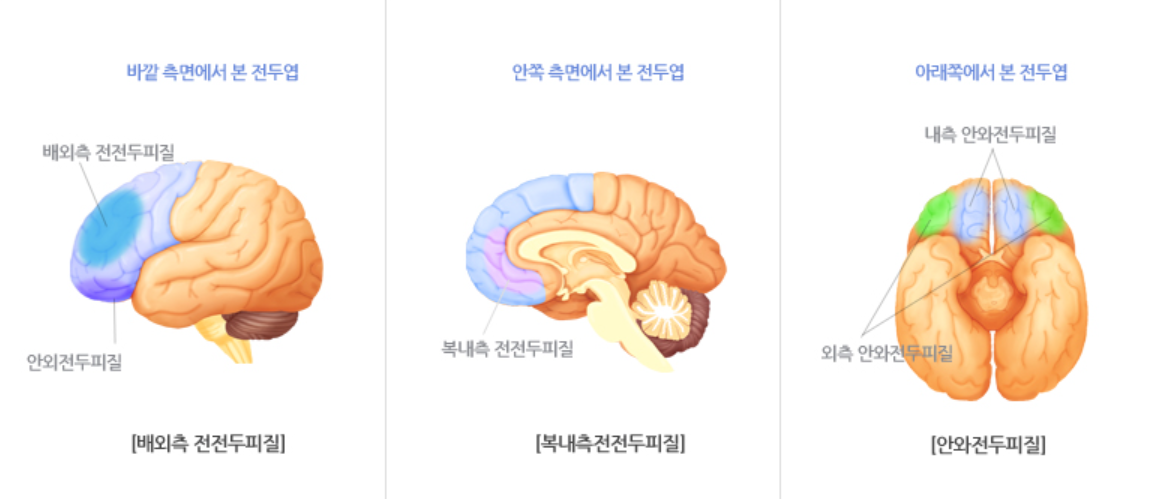 바깥 측면에서 본 전두엽
배외측 전전두피질
안외전두피질
[배외측 전전두피질]
안쪽 측면에서 본 전두엽
복내측 전전두피질
[복내측전전두피질]
아래쪽에서 본 전두엽
내측 안와전두피질
외측 안와전두피질
[안와전두피질]